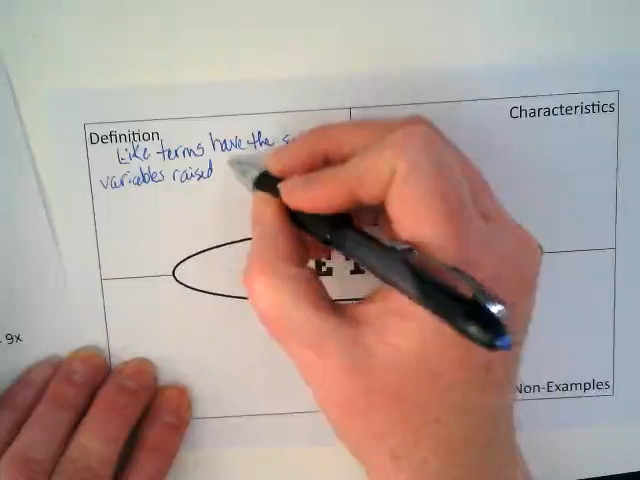 Definition
Characteristics
Like terms have the
variables raised
- 9x
Non-Examples